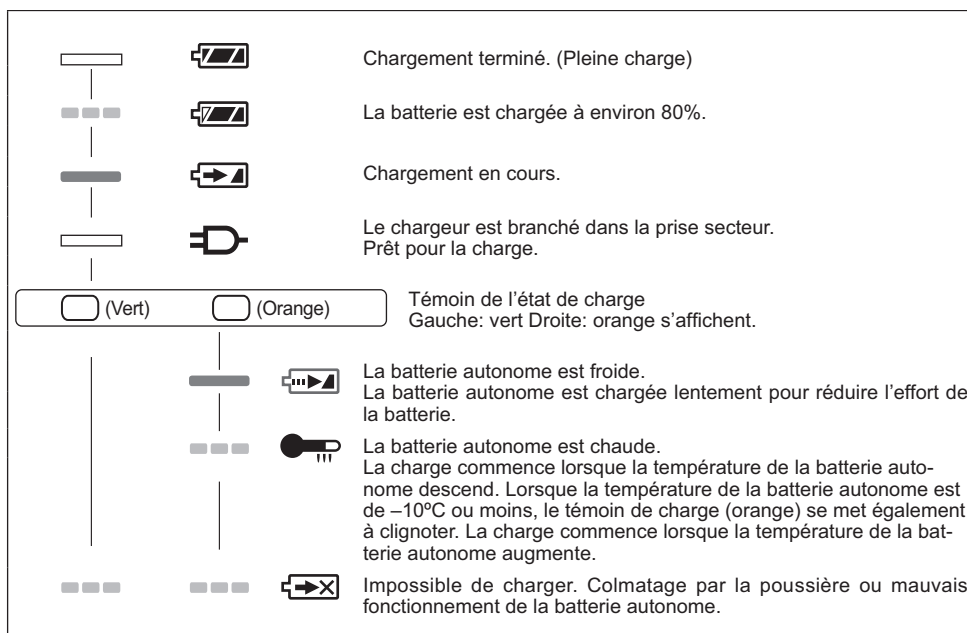 Chargement terminé. (Pleine charge)
La batterie est chargée à environ 80%.
Chargement en cours.
Le chargeur est branché dans la prise secteur.
Prêt pour la charge.
(Vert)
(Orange)
Témoin de l’état de charge
Gauche: vert Droite: orange s’affichent.
La batterie autonome est froide.
La batterie autonome est chargée lentement pour réduire l’effort de
la batterie.
La batterie autonome est chaude.
La charge commence lorsque la température de la batterie auto-
nome descend. Lorsque la température de la batterie autonome est
de –10ºC ou moins, le témoin de charge (orange) se met également
à clignoter. La charge commence lorsque la température de la bat-
terie autonome augmente.
Impossible de charger. Colmatage par la poussière ou mauvais
fonctionnement de la batterie autonome.